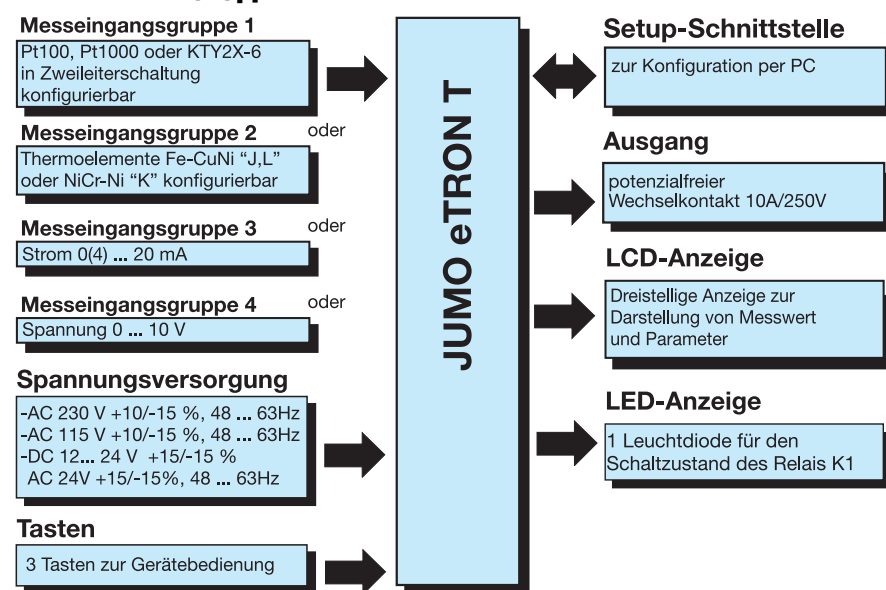 Messeingangsgruppe 1
Pt100, Pt1000 oder KTY2X-6
in Zweileiterschaltung
konfigurierbar
Messeingangsgruppe 2 oder
Thermoelemente Fe-CuNi “J,L”
oder NiCr-Ni “K” konfigurierbar
Messeingangsgruppe 3 oder
Strom 0(4) ... 20 mA
Messeingangsgruppe 4 oder
Spannung 0 ... 10 V
Spannungsversorgung
-AC 230 V +10/-15 %, 48 ... 63Hz
-AC 115 V +10/-15 %, 48 ... 63Hz
-DC 12... 24 V +15/-15 %
AC 24V +15/-15%, 48 ... 63Hz
Tasten
3 Tasten zur Gerätebedienung
JUMO eTRON T
Setup-Schnittstelle
zur Konfiguration per PC
Ausgang
potenzialfreier
Wechselkontakt 10A/250V
LCD-Anzeige
Dreistellige Anzeige zur
Darstellung von Messwert
und Parameter
LED-Anzeige
1 Leuchtdiode für den
Schaltzustand des Relais K1